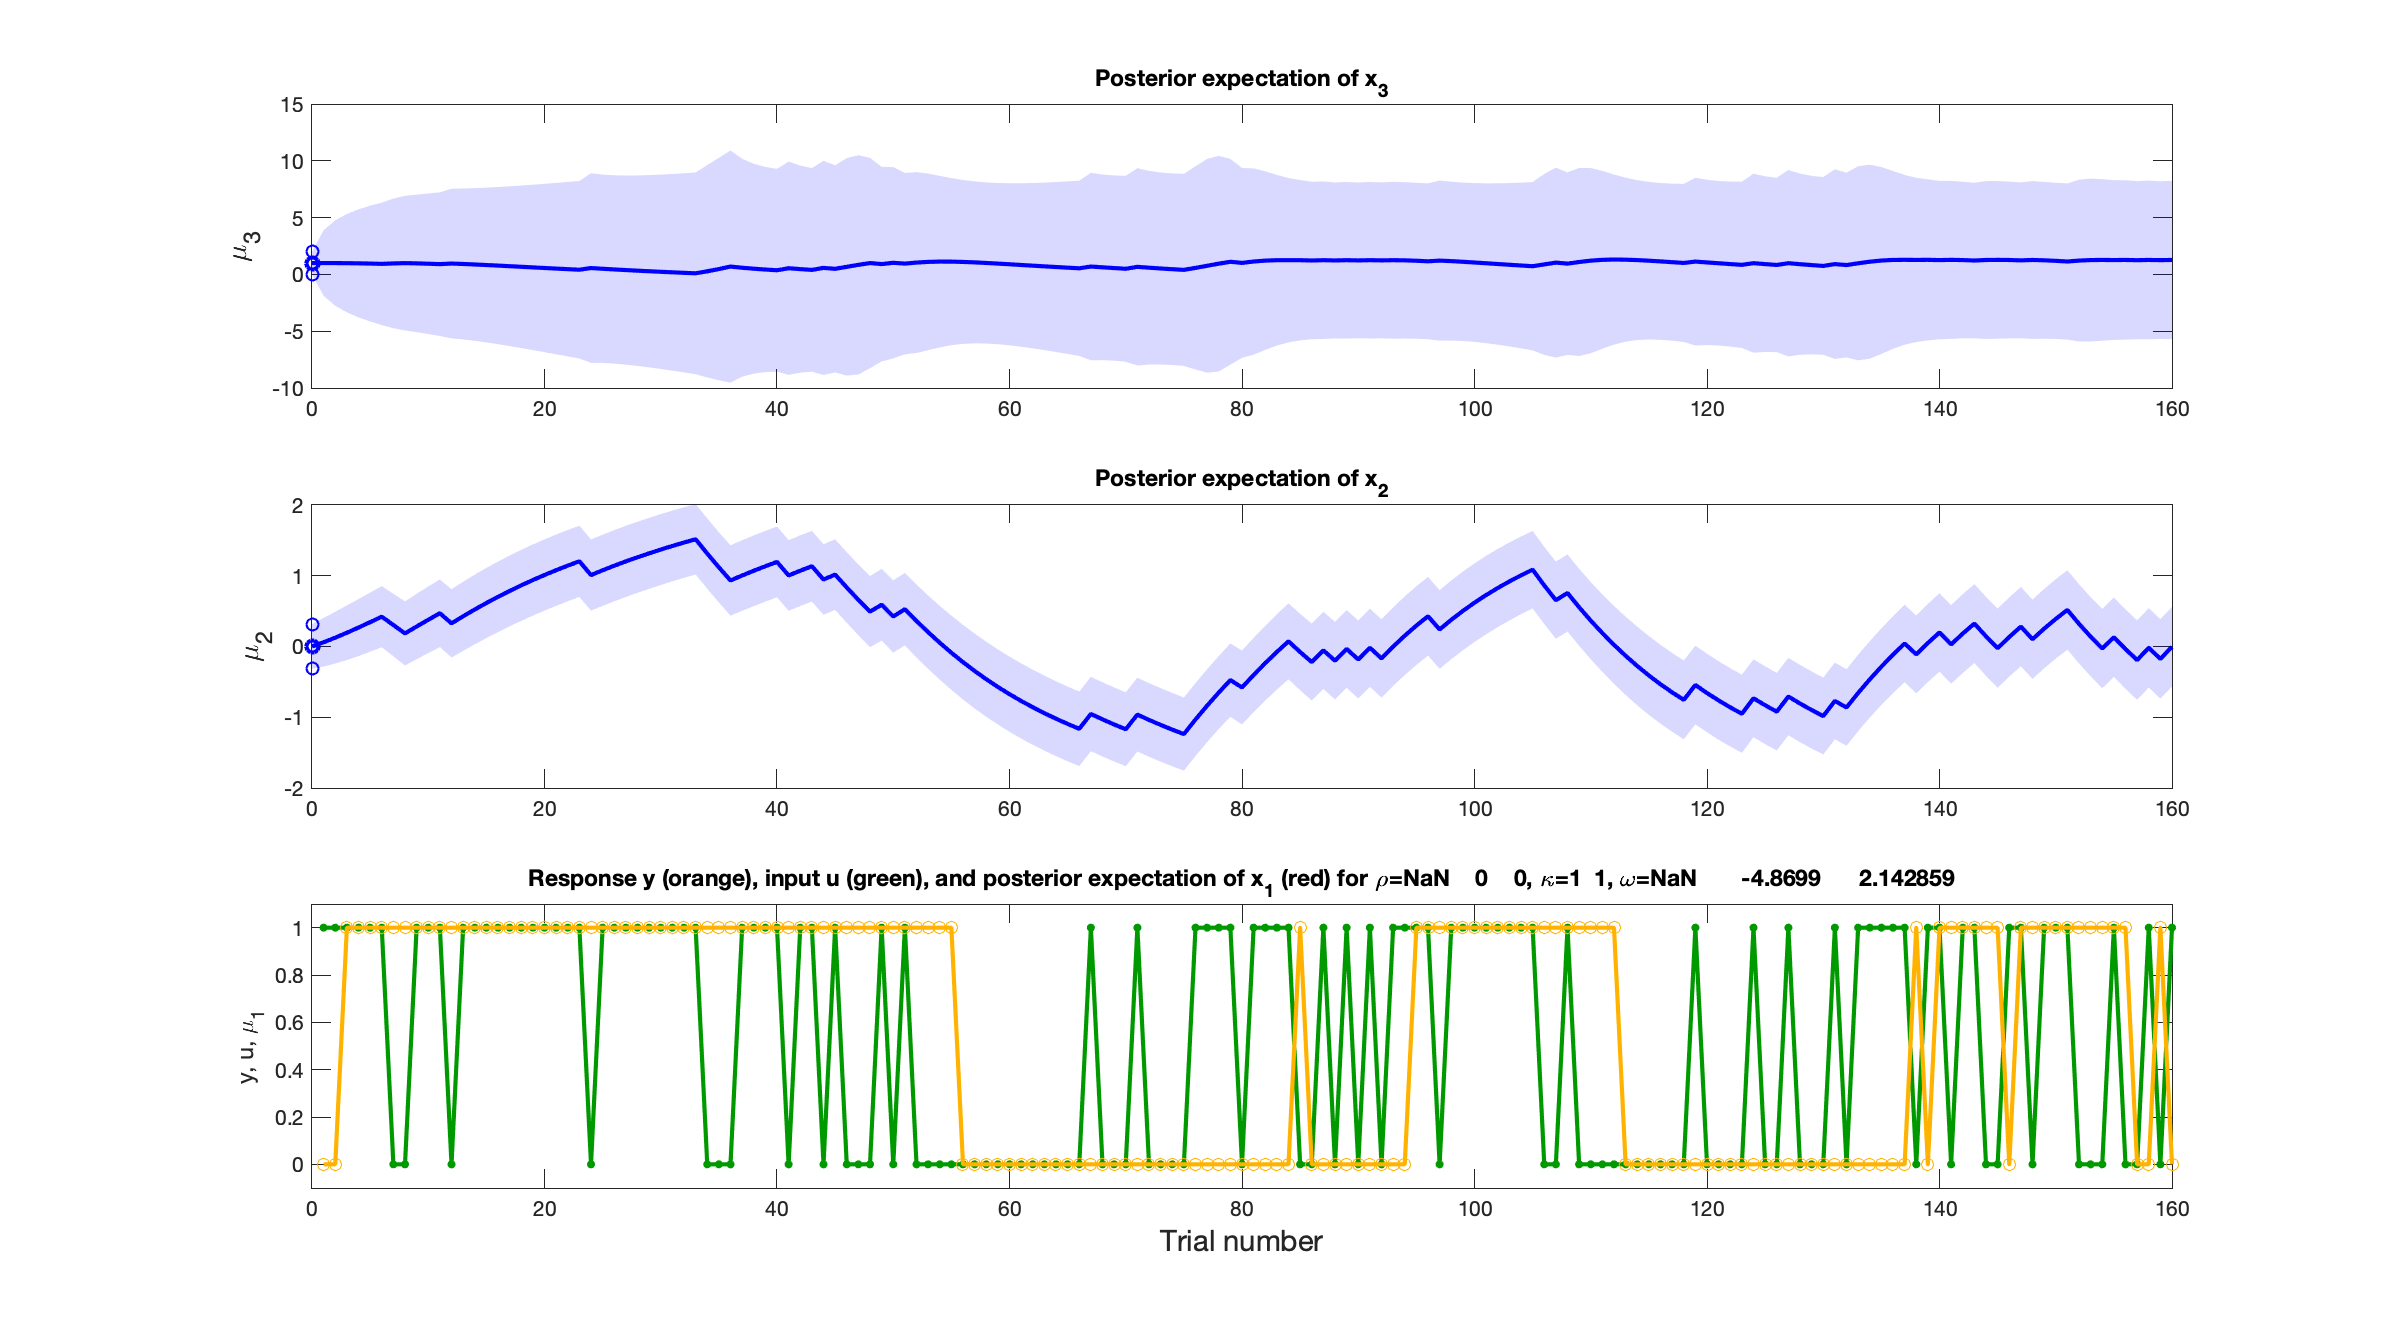 Posterior expectation of x3
15
10
5
0
-5
-10
μ3
0 20 40 60 80 100 120 140 160
Posterior expectation of x2
2
1
0
-1
-2
μ2
0 20 40 60 80 100 120 140 160
Response y (orange), input u (green), and posterior expectation of x1 (red) for ρ=NaN 0 0, κ=1 1, ω=NaN -4.8699 2.142859
1
0.8
0.6
0.4
0.2
0
y, u, μ1
0 20 40 60 80 100 120 140 160
Trial number